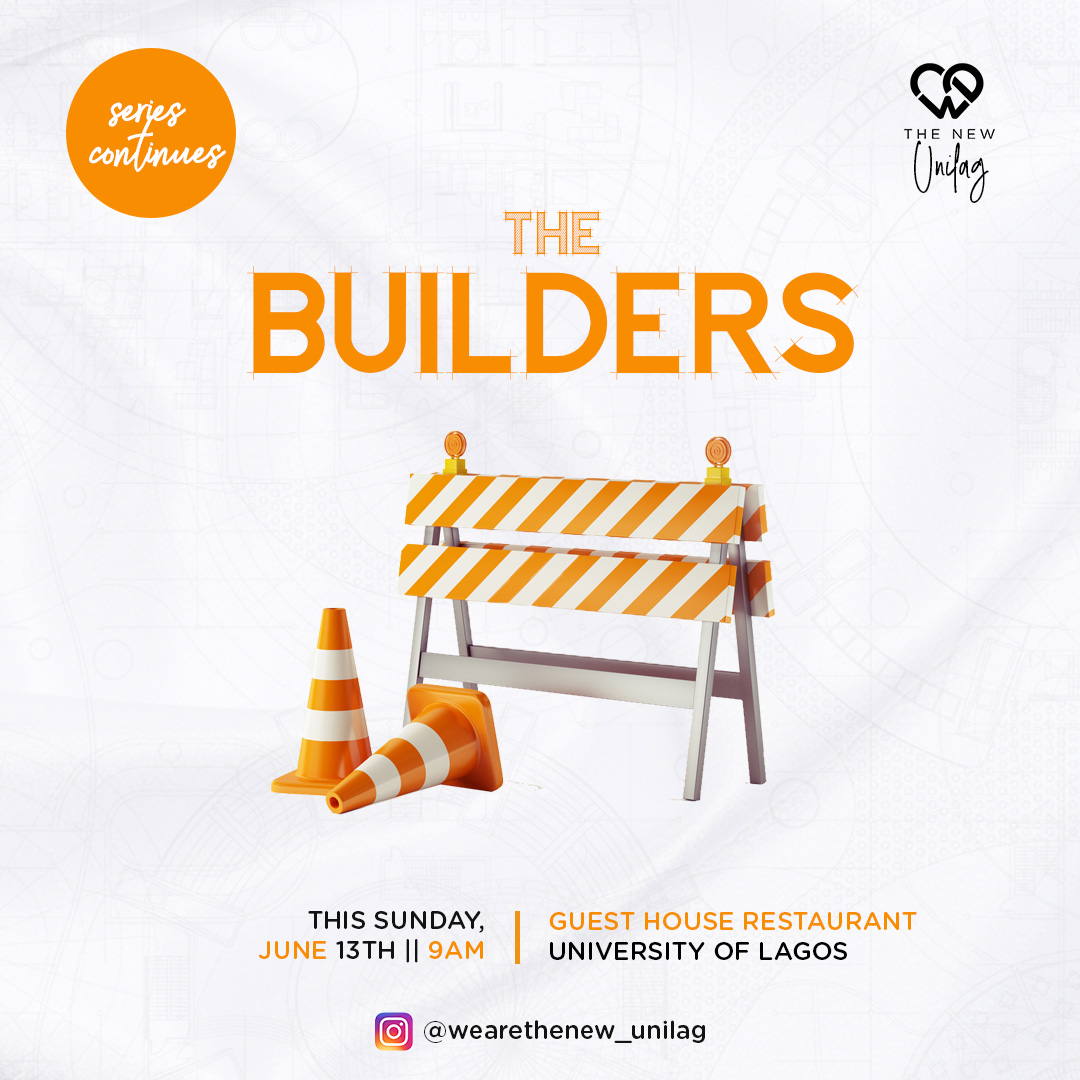 series
continues
THE NEW
Unilag
THE
BUILDERS
THIS SUNDAY,
JUNE 13TH || 9AM
GUEST HOUSE RESTAURANT
UNIVERSITY OF LAGOS
@wearethenew_unilag